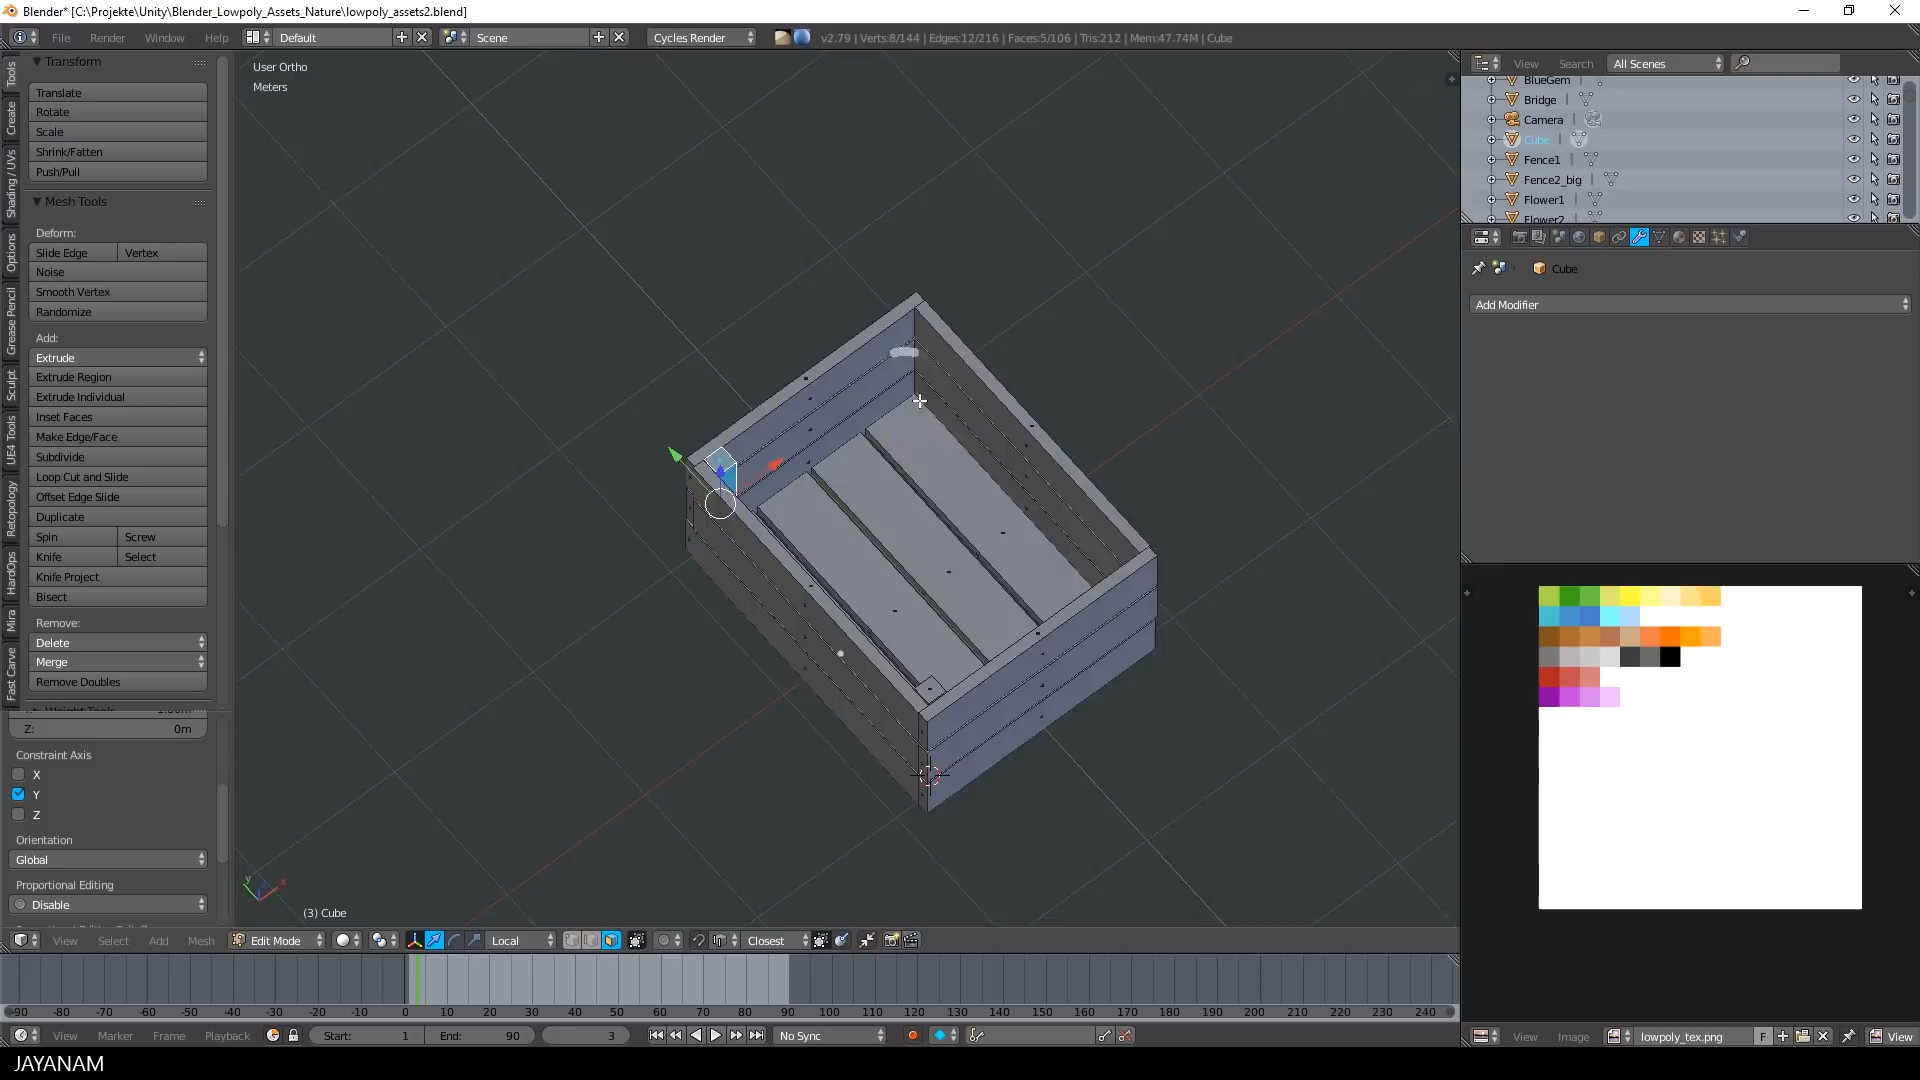 Blender* [C:\Projekte\Unity\Blender_Lowpoly_Assets_Nature\lowpoly_assets2.blend]
File Render Window Help Default Scene Cycles Render v2.79 | Verts:8/144 | Edges:12/216 | Faces:5/106 | Tris:212 | Mem:47.74M | Cube
Tools
Create
Shading / UVs
Options
Grease Pencil
Sculpt
UE4 Tools
Retopology
HardOps
Mira
Fast Carve
Transform
Translate
Rotate
Scale
Shrink/Fatten
Push/Pull
Mesh Tools
Deform:
Slide Edge Vertex
Noise
Smooth Vertex
Randomize
Add:
Extrude
Extrude Region
Extrude Individual
Inset Faces
Make Edge/Face
Subdivide
Loop Cut and Slide
Offset Edge Slide
Duplicate
Spin Screw
Knife Select
Knife Project
Bisect
Remove:
Delete
Merge
Remove Doubles
Z: 0m
Constraint Axis
X
Y
Z
Orientation
Global
Proportional Editing
Disable
User Ortho
Meters
y x
(3) Cube
View Select Add Mesh Edit Mode Local Closest
-90 -80 -70 -60 -50 -40 -30 -20 -10 0 10 20 30 40 50 60 70 80 90 100 110 120 130 140 150 160 170 180 190 200 210 220 230 240
View Marker Frame Playback Start: 1 End: 90 3 No Sync
JAYANAM
View Search All Scenes
BlueGem
Bridge
Camera
Cube
Fence1
Fence2_big
Flower1
Flower2
Cube
Add Modifier
View Image lowpoly_tex.png F View